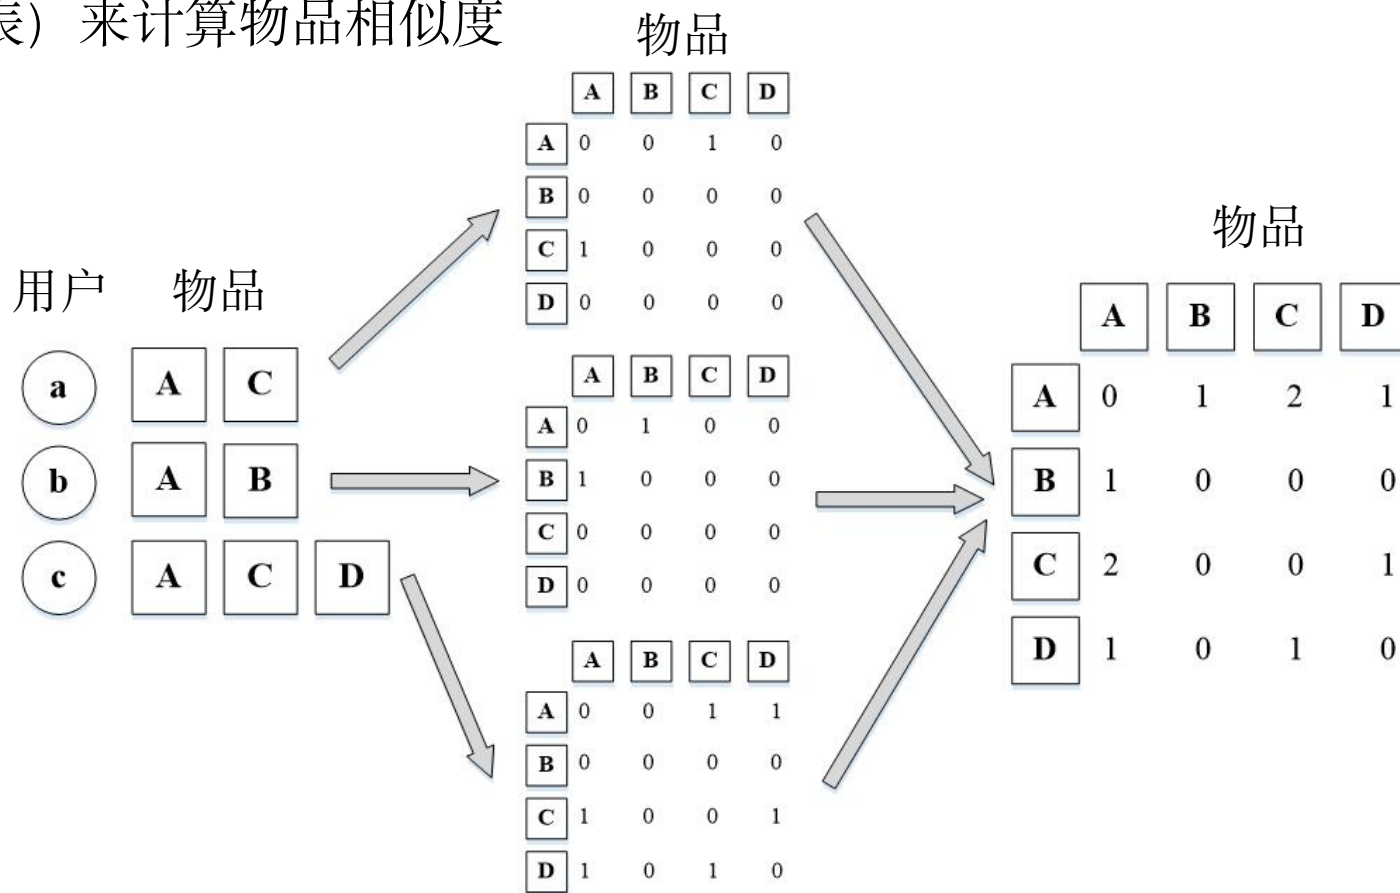 表）来计算物品相似度
物品
A B C D
A 0 0 1 0
B 0 0 0 0
C 1 0 0 0
D 0 0 0 0
用户 物品
a A C
b A B
c A C D
A B C D
A 0 1 0 0
B 1 0 0 0
C 0 0 0 0
D 0 0 0 0
A B C D
A 0 0 1 1
B 0 0 0 0
C 1 0 0 1
D 1 0 1 0
物品
A B C D
A 0 1 2 1
B 1 0 0 0
C 2 0 0 1
D 1 0 1 0